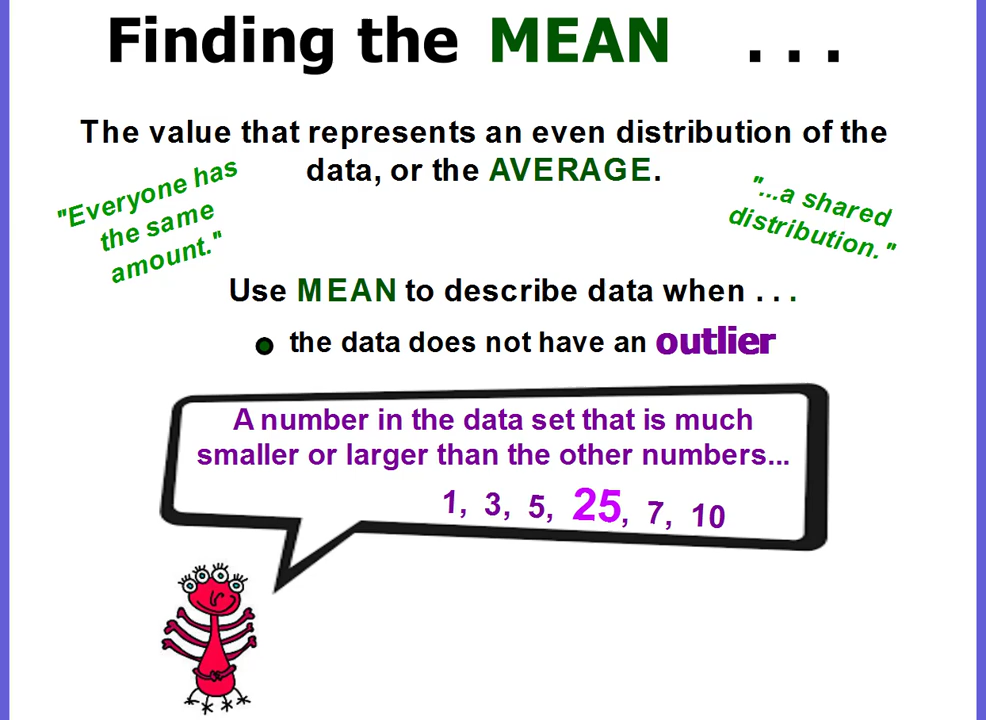 Finding the MEAN . . .
The value that represents an even distribution of the
data, or the AVERAGE.
"Everyone has
the same
amount."
"...a shared
distribution."
Use MEAN to describe data when . . .
the data does not have an outlier
A number in the data set that is much
smaller or larger than the other numbers...
1, 3, 5, 25, 7, 10